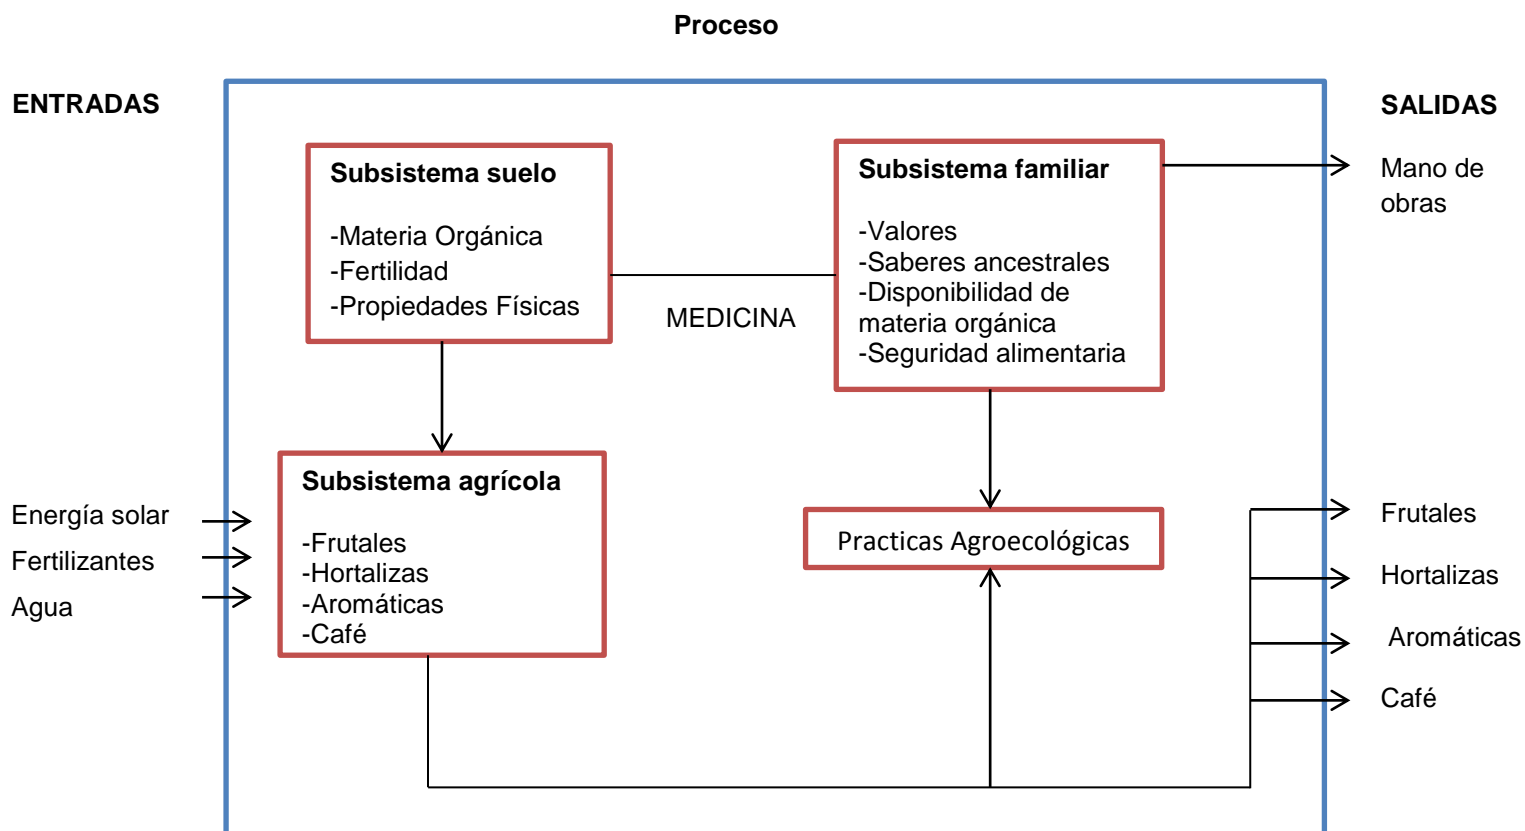 Proceso
ENTRADAS
SALIDAS
Subsistema suelo
-Materia Orgánica
-Fertilidad
-Propiedades Físicas
MEDICINA
Subsistema familiar
-Valores
-Saberes ancestrales
-Disponibilidad de
materia orgánica
-Seguridad alimentaria
Mano de
obras
Energía solar
Fertilizantes
Agua
Subsistema agrícola
-Frutales
-Hortalizas
-Aromáticas
-Café
Practicas Agroecológicas
Frutales
Hortalizas
Aromáticas
Café